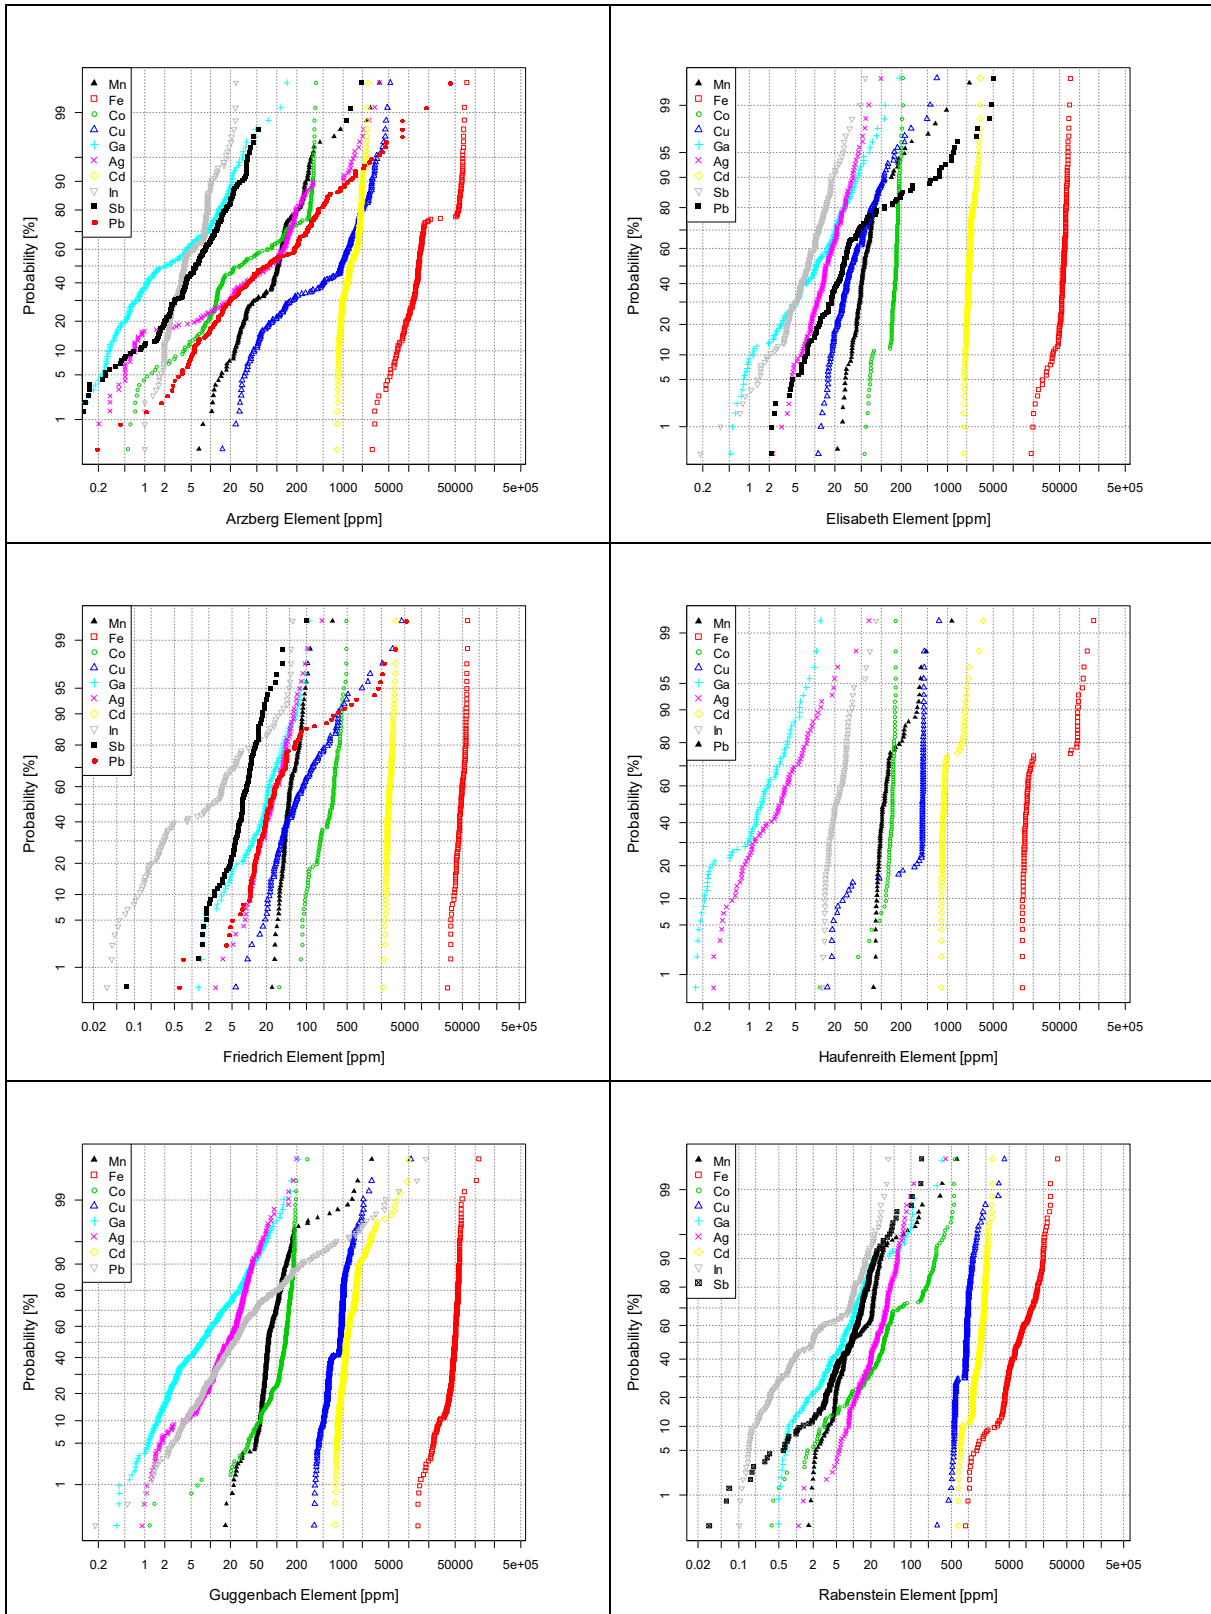 Mn
Fe
Co
Cu
Ga
Ag
Cd
In
Sb
Pb
Probability [%]
99
90
80
60
40
20
10
5
1
0.2 1 2 5 20 50 200 1000 5000 50000 5e+05
Arzberg Element [ppm]
Mn
Fe
Co
Cu
Ga
Ag
Cd
In
Pb
Probability [%]
99
95
90
80
60
40
20
10
5
1
0.2 1 2 5 20 50 200 1000 5000 50000 5e+05
Elisabeth Element [ppm]
Mn
Fe
Co
Cu
Ga
Ag
Cd
In
Sb
Pb
Probability [%]
99
95
90
80
60
40
20
10
5
1
0.02 0.1 0.5 2 5 20 100 500 5000 50000 5e+05
Friedrich Element [ppm]
Mn
Fe
Co
Cu
Ga
Ag
Cd
In
Pb
Probability [%]
99
95
90
80
60
40
20
10
5
1
0.2 1 2 5 20 50 200 1000 5000 50000 5e+05
Haufenreith Element [ppm]
Mn
Fe
Co
Cu
Ga
Ag
Cd
Pb
Probability [%]
99
90
80
60
40
20
10
5
1
0.2 1 2 5 20 50 200 1000 5000 50000 5e+05
Guggenbach Element [ppm]
Mn
Fe
Co
Cu
Ga
Ag
Cd
In
Sb
Probability [%]
99
90
80
60
40
20
10
5
1
0.02 0.1 0.5 2 5 20 100 500 5000 50000 5e+05
Rabenstein Element [ppm]